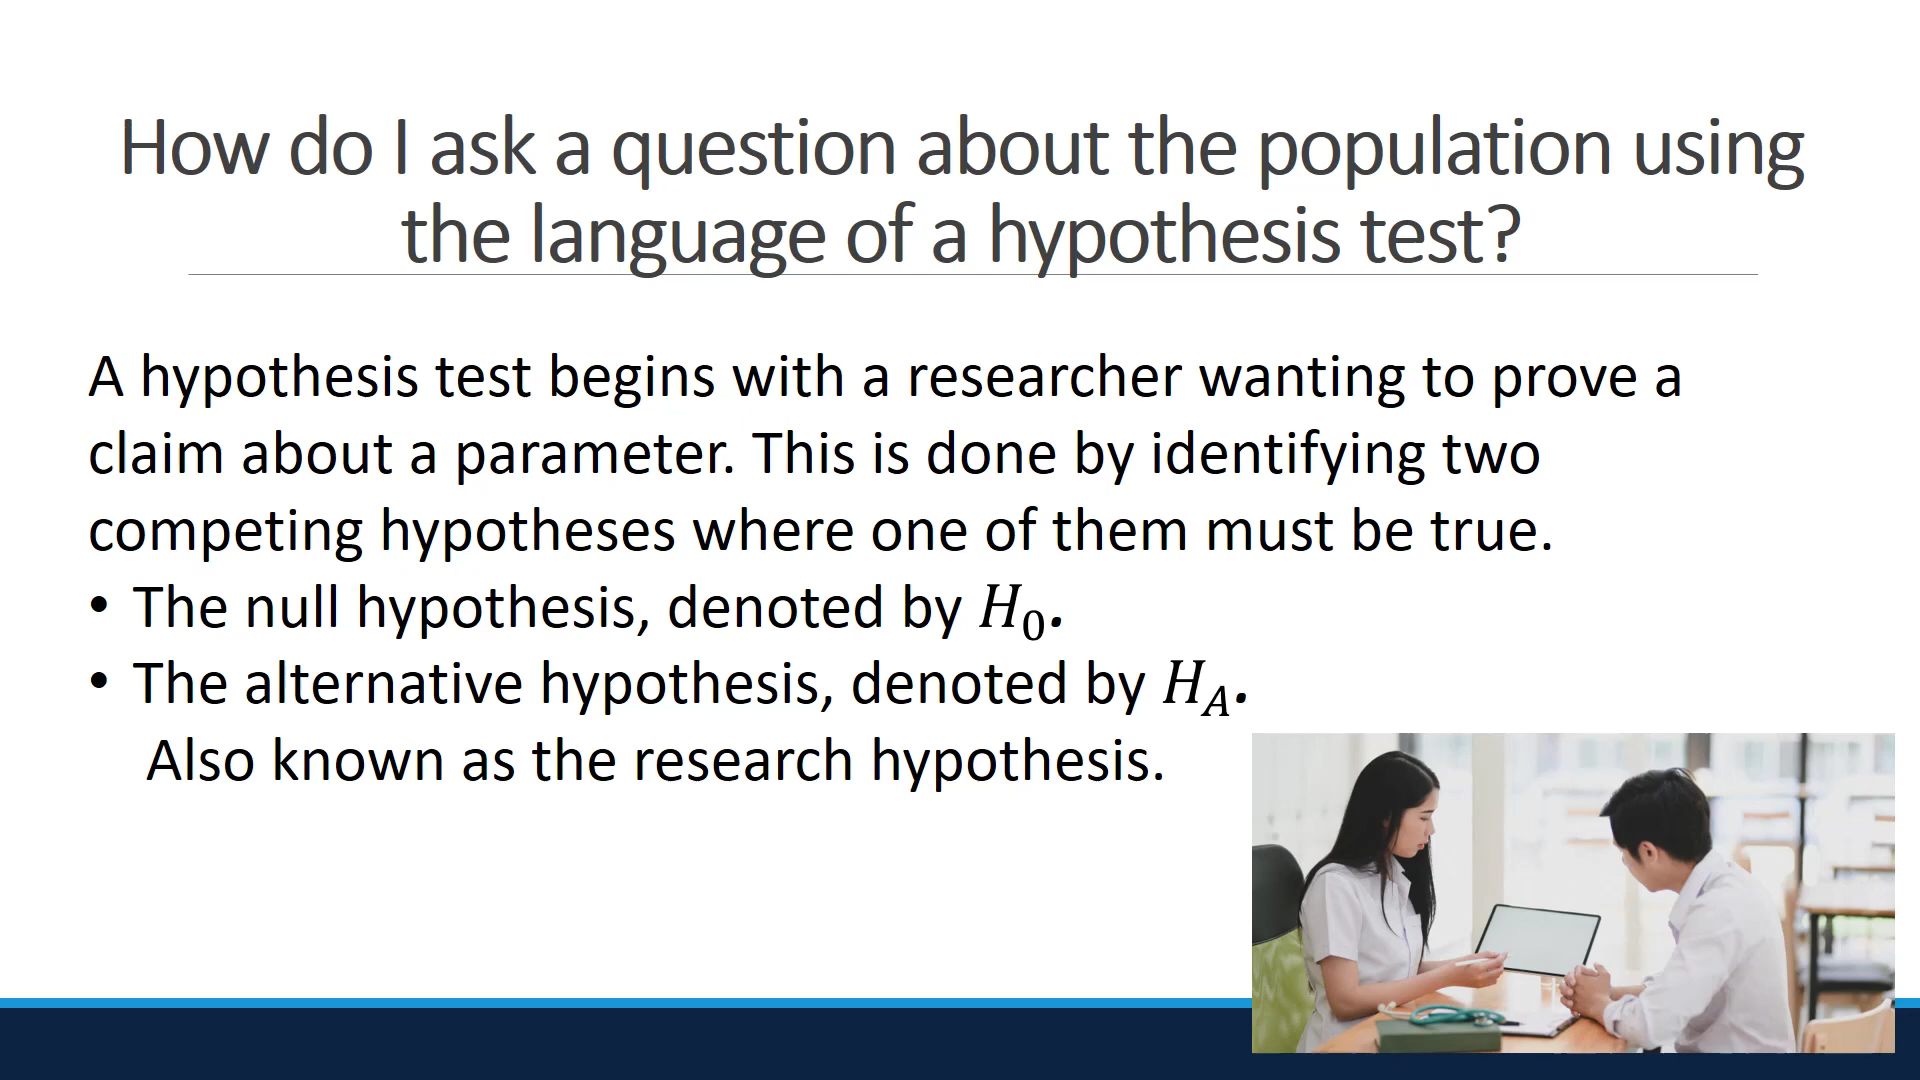 How do I ask a question about the population using
the language of a hypothesis test?
A hypothesis test begins with a researcher wanting to prove a
claim about a parameter. This is done by identifying two
competing hypotheses where one of them must be true.
• The null hypothesis, denoted by H₀.
• The alternative hypothesis, denoted by H_A.
Also known as the research hypothesis.